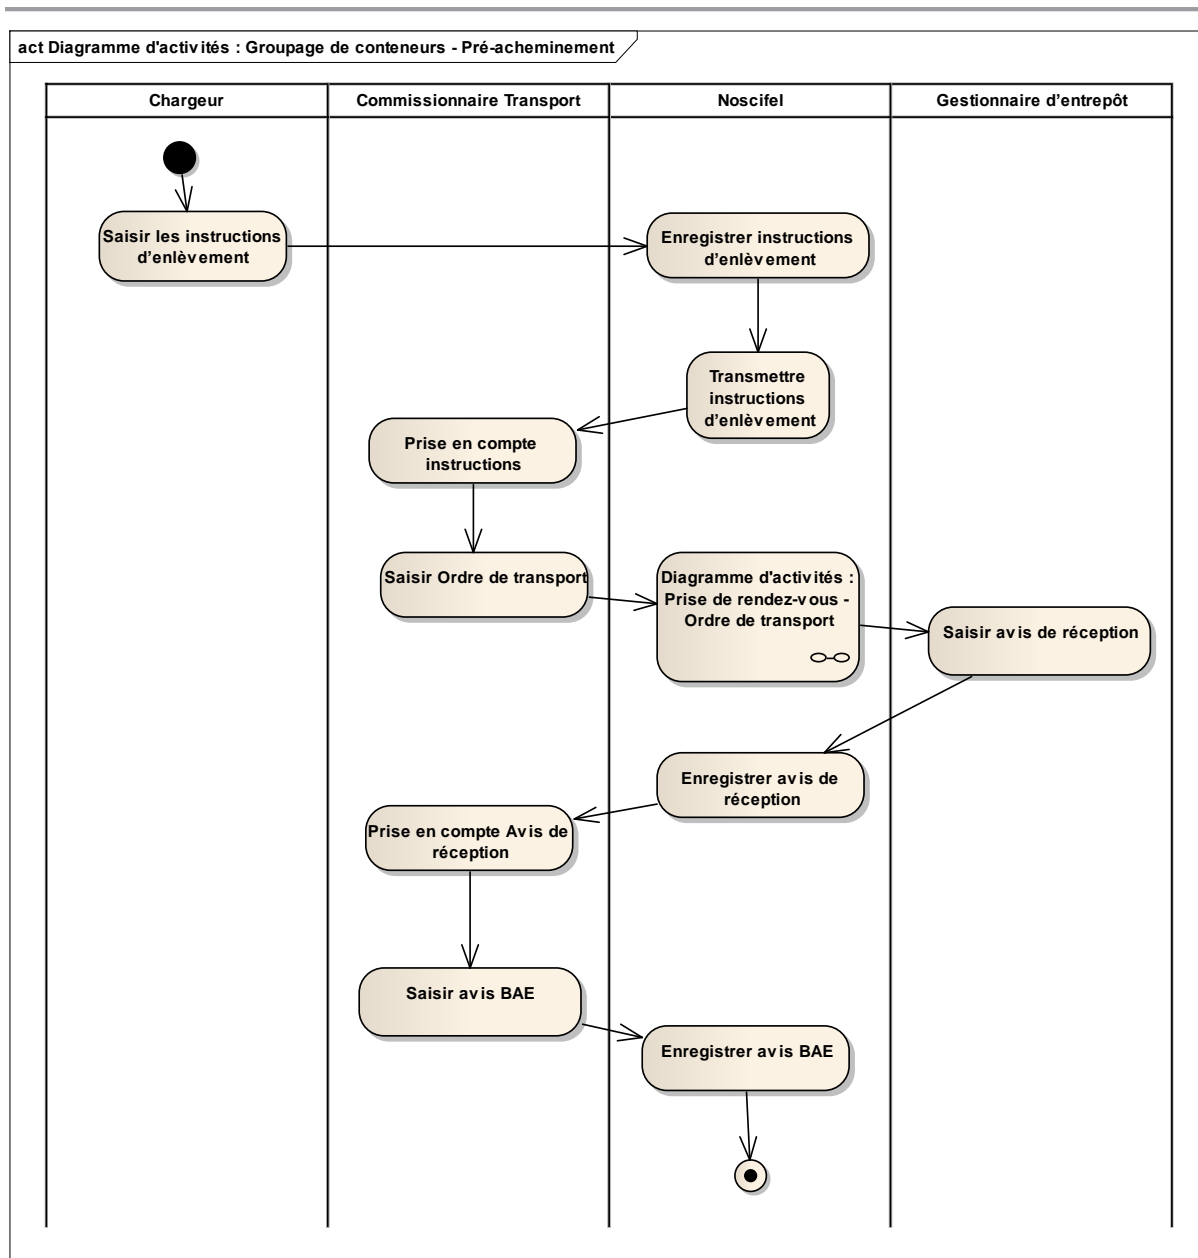 act Diagramme d'activités : Groupage de conteneurs - Pré-acheminement
Chargeur
Commissionnaire Transport
Noscifel
Gestionnaire d’entrepôt
Saisir les instructions
d’enlèvement
Enregistrer instructions
d’enlèvement
Transmettre
instructions
d’enlèvement
Prise en compte
instructions
Saisir Ordre de transport
Diagramme d'activités :
Prise de rendez-vous -
Ordre de transport
Saisir avis de réception
Enregistrer avis de
réception
Prise en compte Avis de
réception
Saisir avis BAE
Enregistrer avis BAE